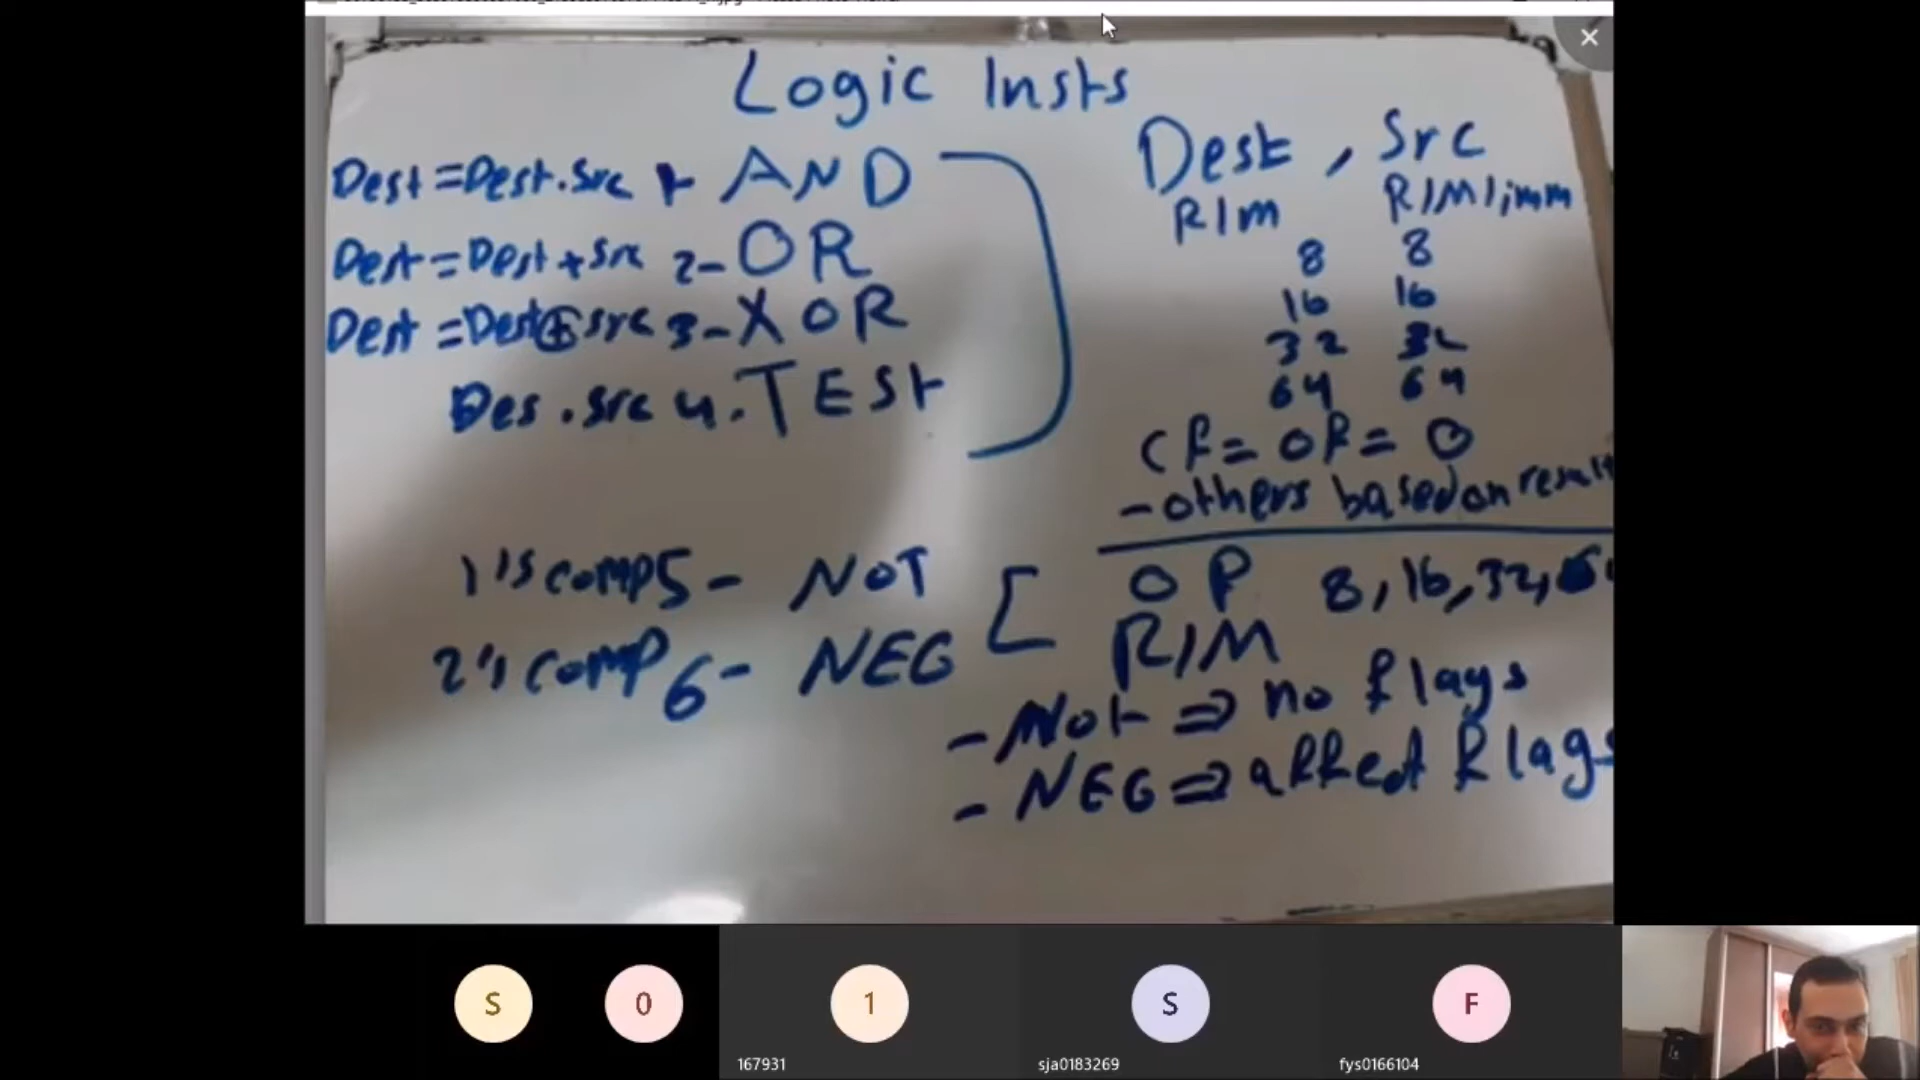 Logic Insts
Dest = Dest . Src 1- AND
Dest = Dest + Src 2- OR
Dest = Dest ⊕ Src 3- XOR
Des . Src 4. TEST
Dest , Src
R/m R/M/imm
8 8
16 16
32 32
64 64
CF = OF = 0
- others based on result
1's comp 5- NOT
2's comp 6- NEG
OP 8, 16, 32, 6
R/M
- Not ⇒ no flags
- NEG ⇒ affect flags
S
0
1
S
F
167931
sja0183269
fys0166104